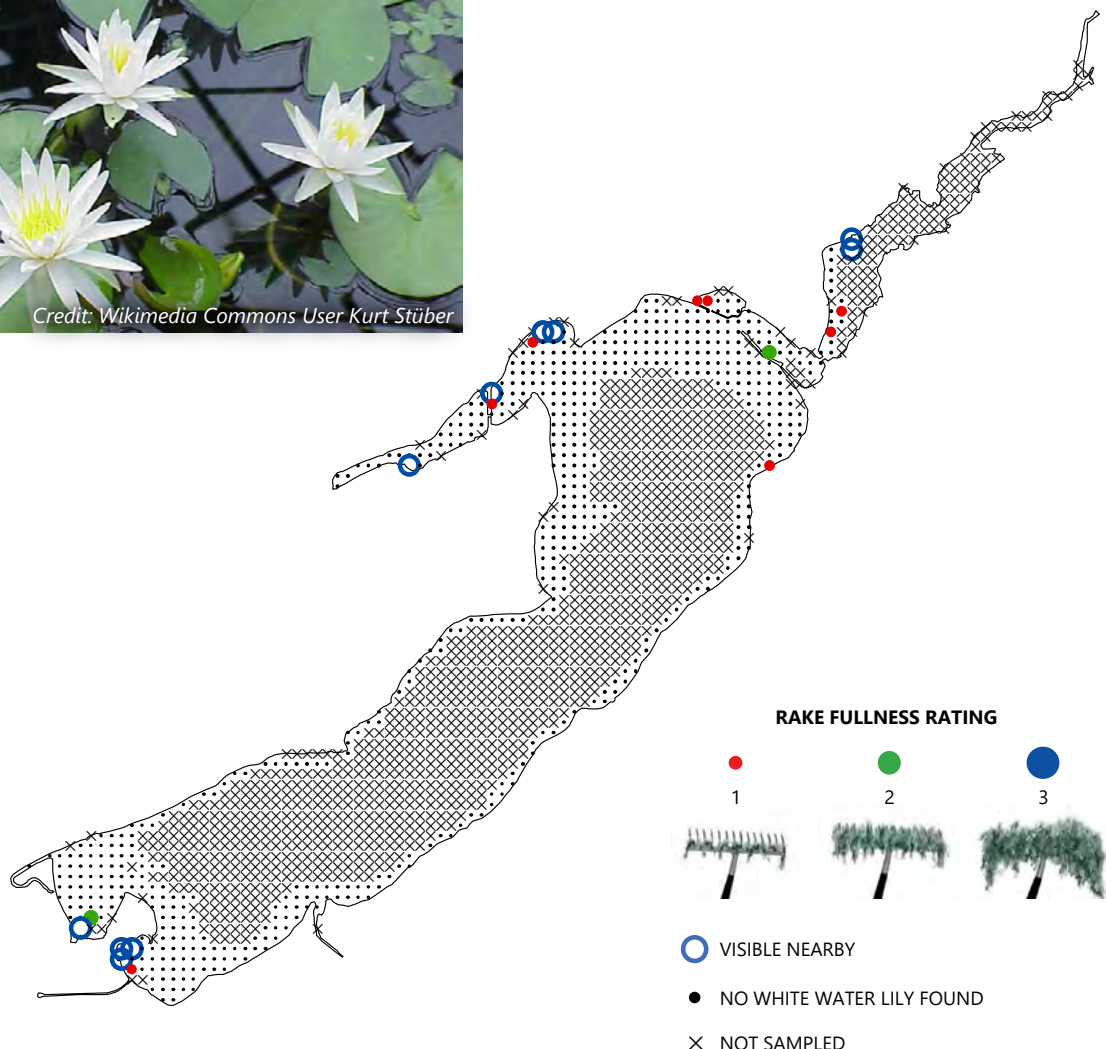 Credit: Wikimedia Commons User Kurt Stüber
RAKE FULLNESS RATING
1
2
3
VISIBLE NEARBY
NO WHITE WATER LILY FOUND
NOT SAMPLED